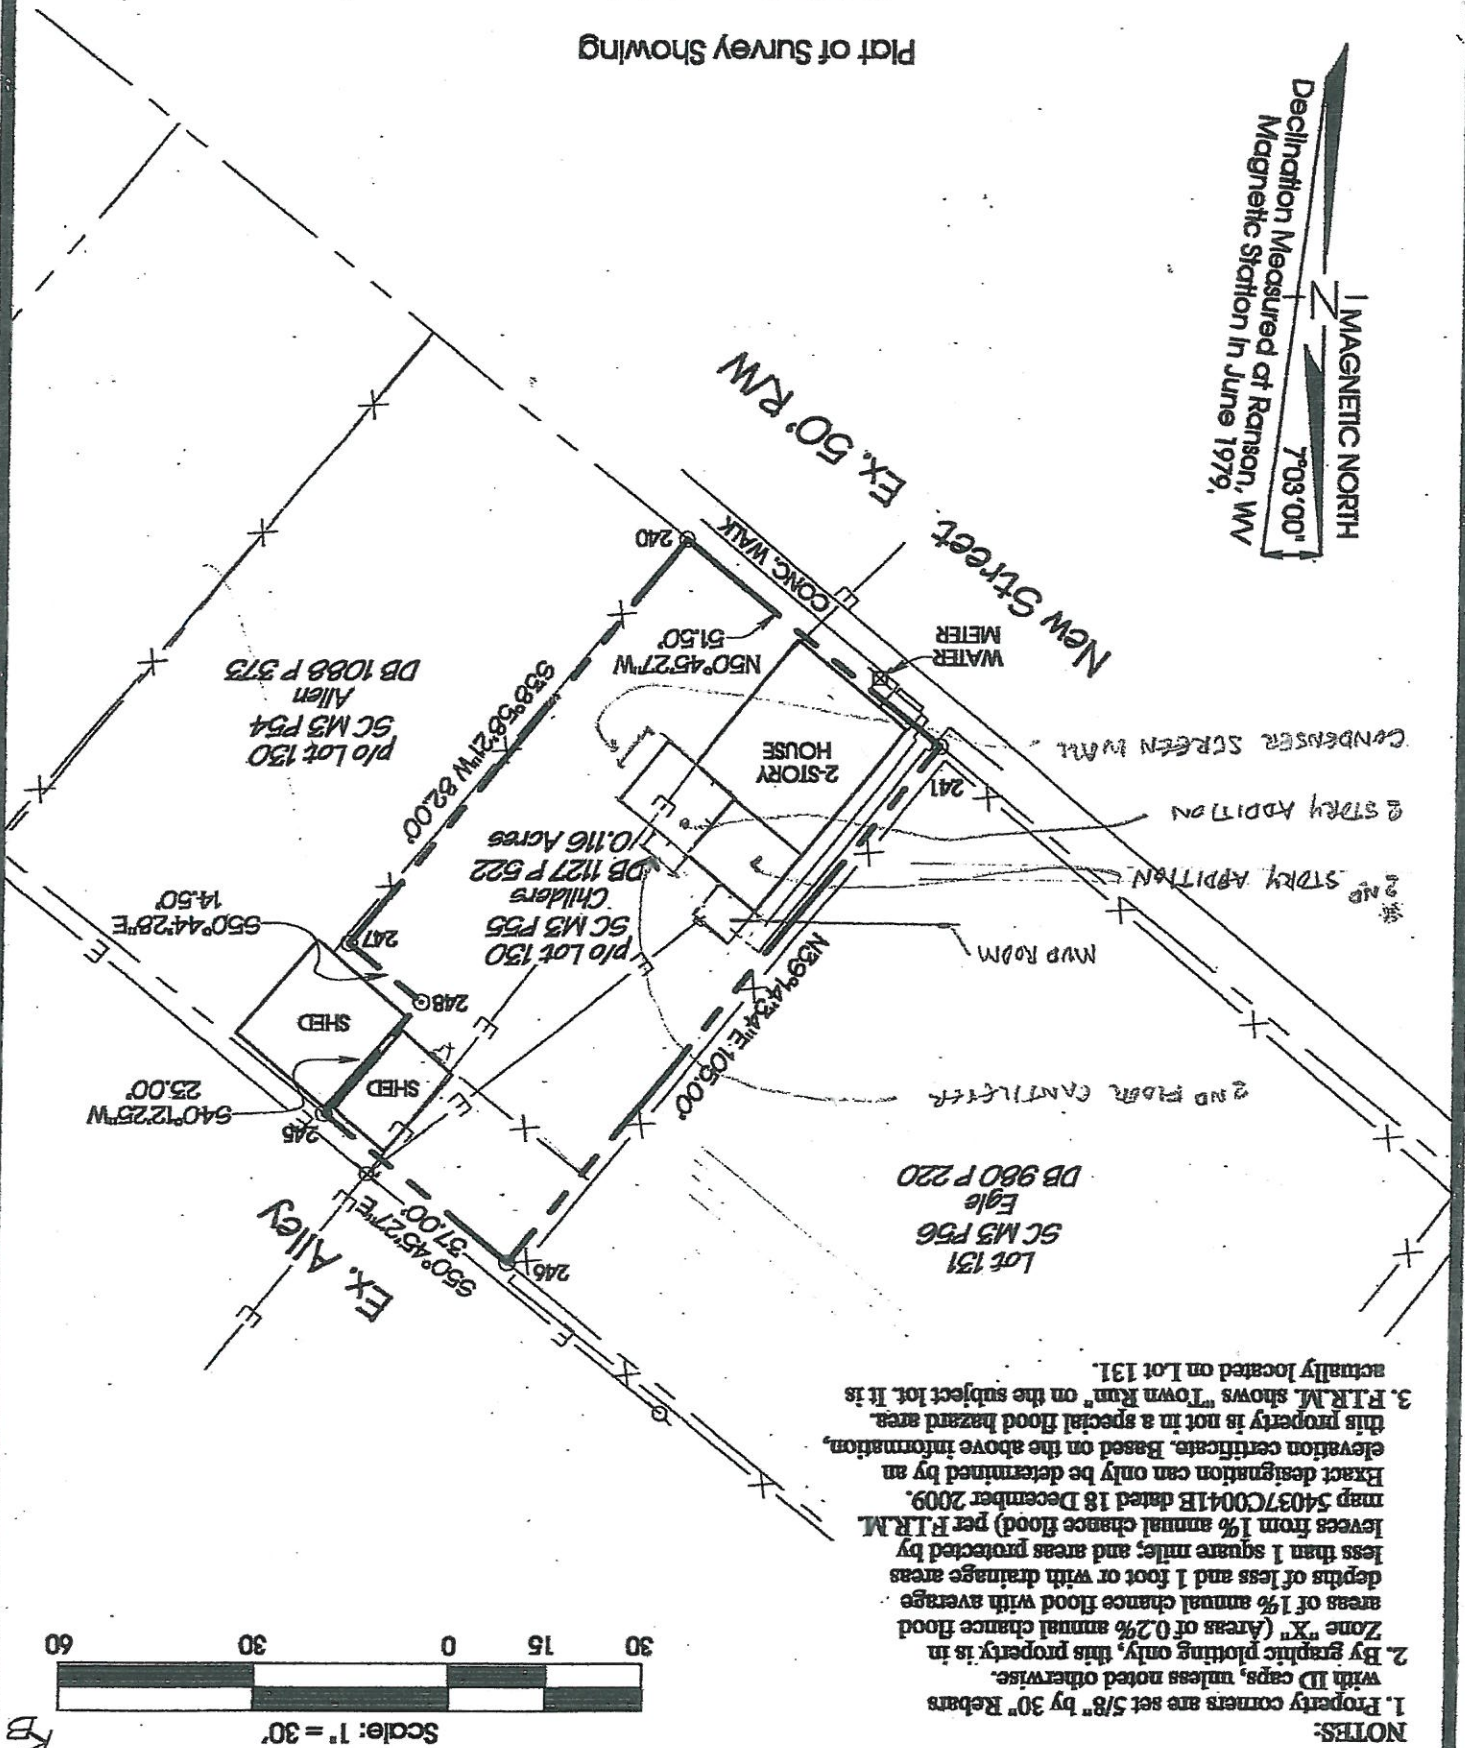 NOTES:
1. Property corners are set 5/8" by 30" Rebars
with ID caps, unless noted otherwise.
2. By graphic plotting only, this property is in
Zone "X" (Areas of 0.2% annual chance flood
areas of 1% annual chance flood with average
depths of less and 1 foot or with drainage areas
less than 1 square mile; and areas protected by
levees from 1% annual chance flood) per F.I.R.M.
map 54037C0041E dated 18 December 2009.
Exact designation can only be determined by an
elevation certificate. Based on the above information,
this property is not in a special flood hazard area.
3. F.I.R.M. shows "Town Run" on the subject lot. It is
actually located on Lot 131.
Scale: 1" = 30'
30 15 0 30 60
Lot 131
SC M3 P56
Egle
DB 980 P 220
246
S50°45'27"E
37.00'
Ex. Alley
245
S40°12'25"W
23.00'
SHED
SHED
248
247
S50°44'28"E
14.50'
2ND FLOOR CANTILEVER
N39°14'34"E 105.00'
MUD ROOM
2ND STORY ADDITION
2 STORY ADDITION
CONDENSER SCREEN WALL
p/o Lot 130
SC M3 P55
Childers
DB 1127 P 522
0.116 Acres
S38°58'21"W 82.00'
p/o Lot 130
SC M3 P54
Allen
DB 1088 P 373
241
2-STORY
HOUSE
WATER
METER
N50°45'27"W
51.50'
CONC. WALK
240
New Street Ex. 50' R/W
MAGNETIC NORTH
7°03'00"
N
Declination Measured at Ranson, WV
Magnetic Station in June 1979,
Plat of Survey Showing